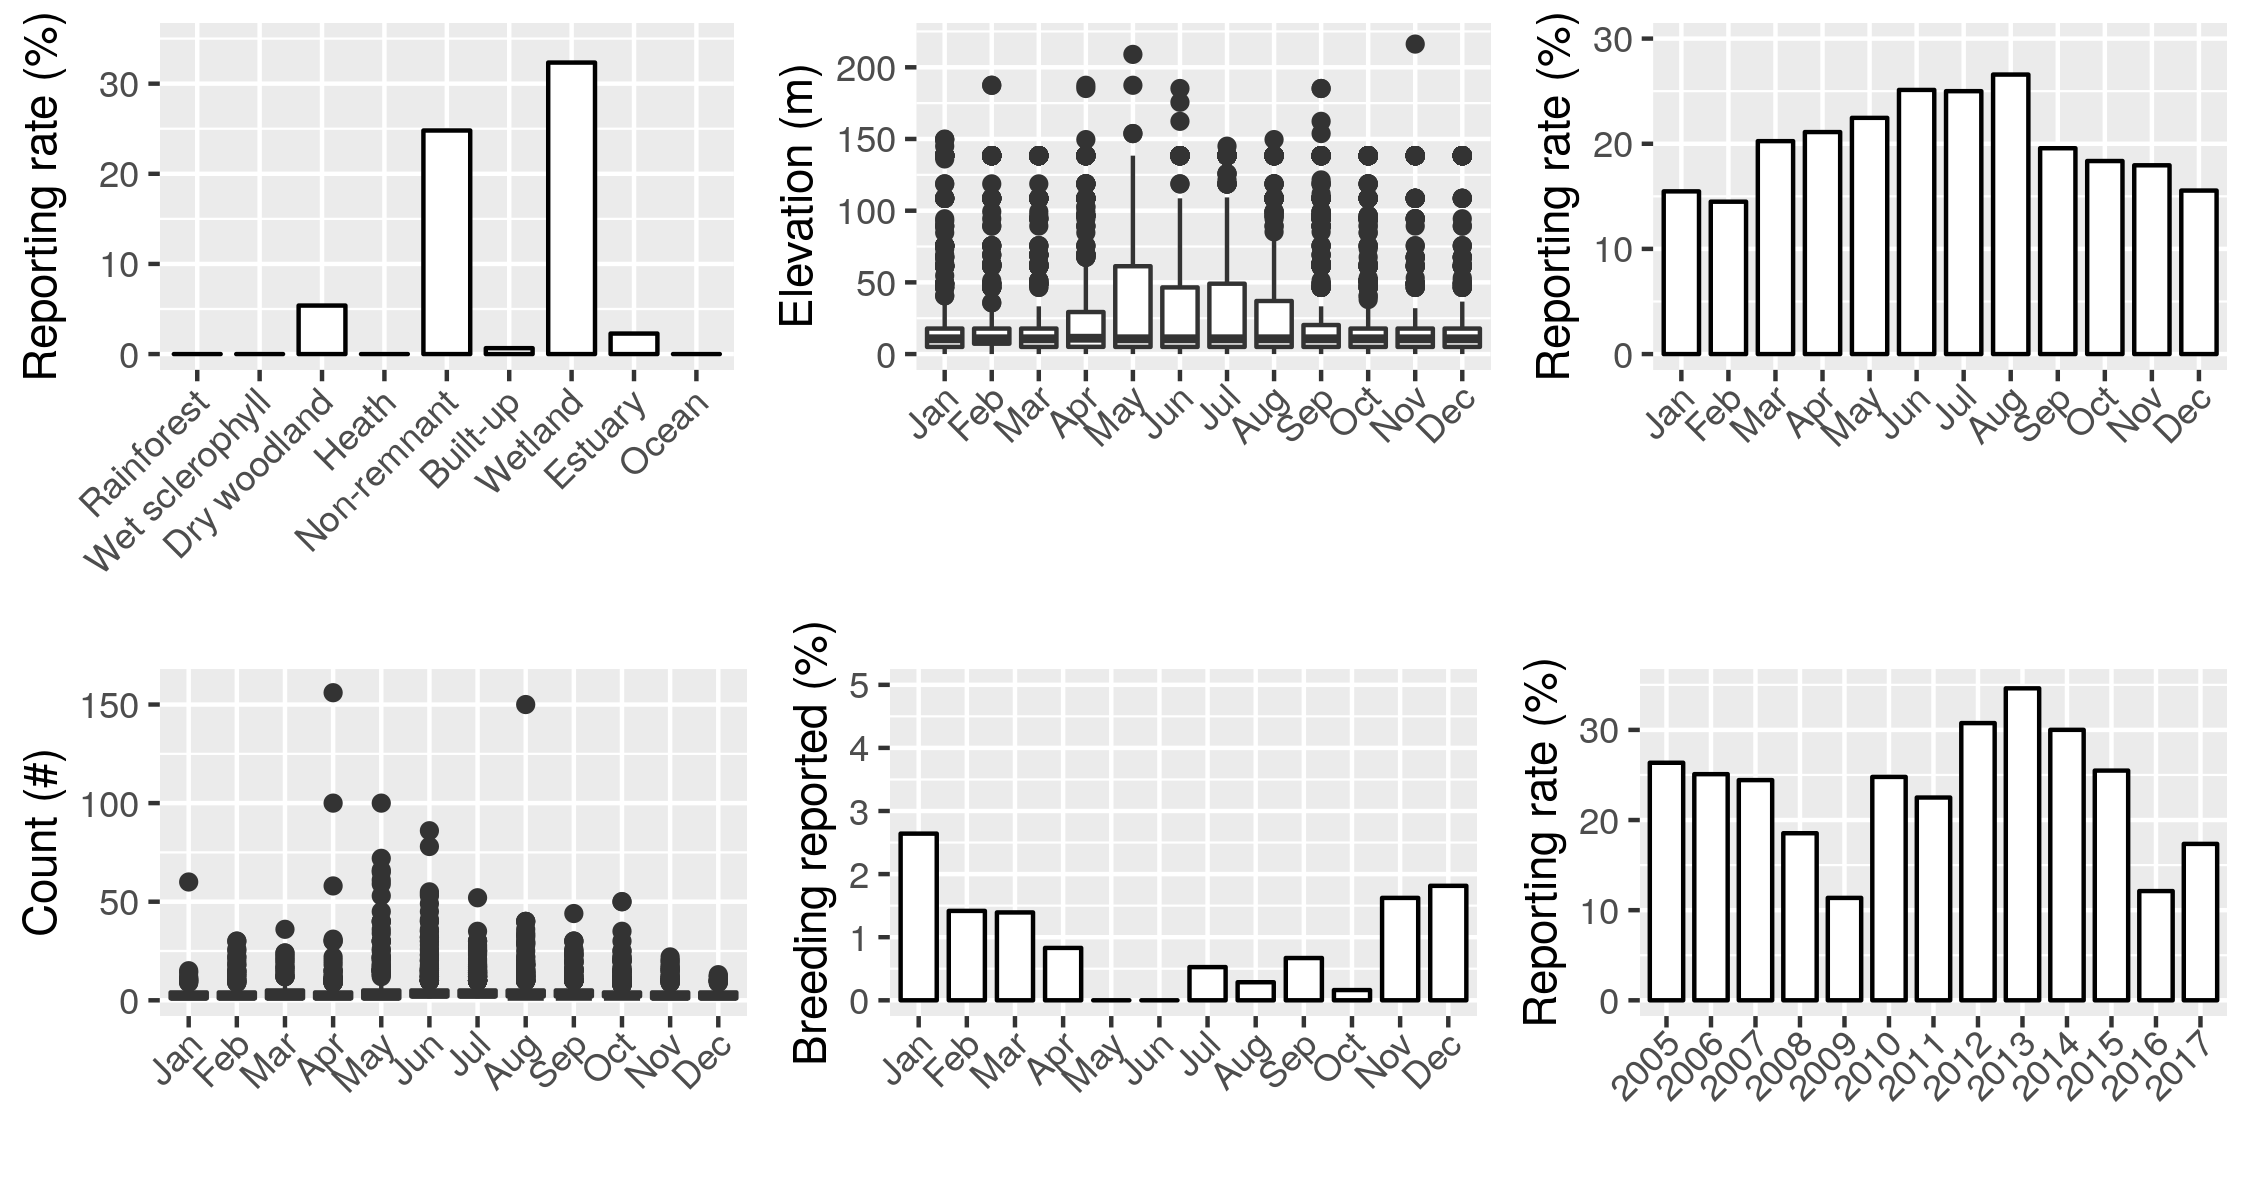 Reporting rate (%)
30
20
10
0
Rainforest
Wet sclerophyll
Dry woodland
Heath
Non-remnant
Built-up
Wetland
Estuary
Ocean
Elevation (m)
200
150
100
50
0
Jan
Feb
Mar
Apr
May
Jun
Jul
Aug
Sep
Oct
Nov
Dec
Reporting rate (%)
30
20
10
0
Jan
Feb
Mar
Apr
May
Jun
Jul
Aug
Sep
Oct
Nov
Dec
Count (#)
150
100
50
0
Jan
Feb
Mar
Apr
May
Jun
Jul
Aug
Sep
Oct
Nov
Dec
Breeding reported (%)
5
4
3
2
1
0
Jan
Feb
Mar
Apr
May
Jun
Jul
Aug
Sep
Oct
Nov
Dec
Reporting rate (%)
30
20
10
0
2005
2006
2007
2008
2009
2010
2011
2012
2013
2014
2015
2016
2017